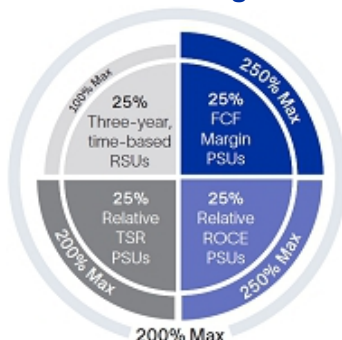 100% Max
25%
Three-year,
time-based
RSUs
250% Max
25%
FCF
Margin
PSUs
200% Max
25%
Relative
TSR
PSUs
25%
Relative
ROCE
PSUs
250% Max
200% Max